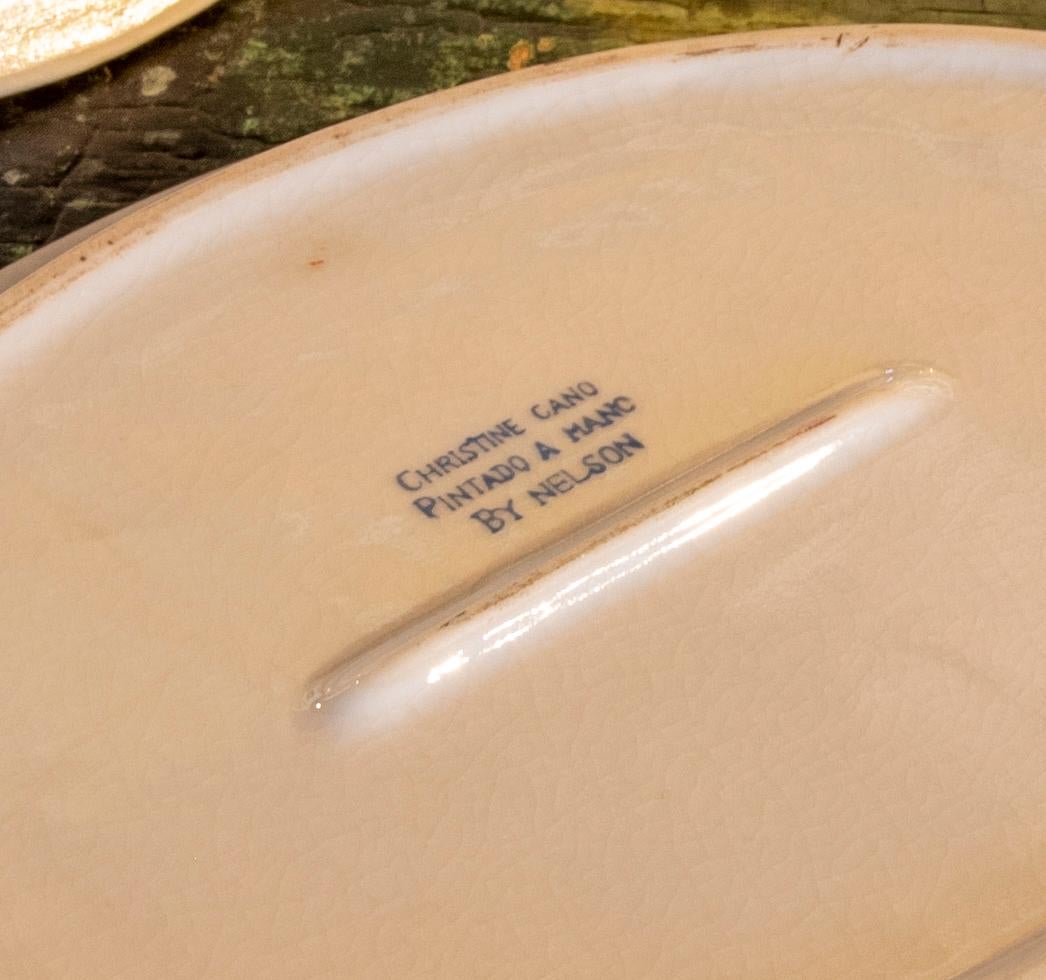 CHRISTINE CANO
PINTADO A MANO
BY NELSON